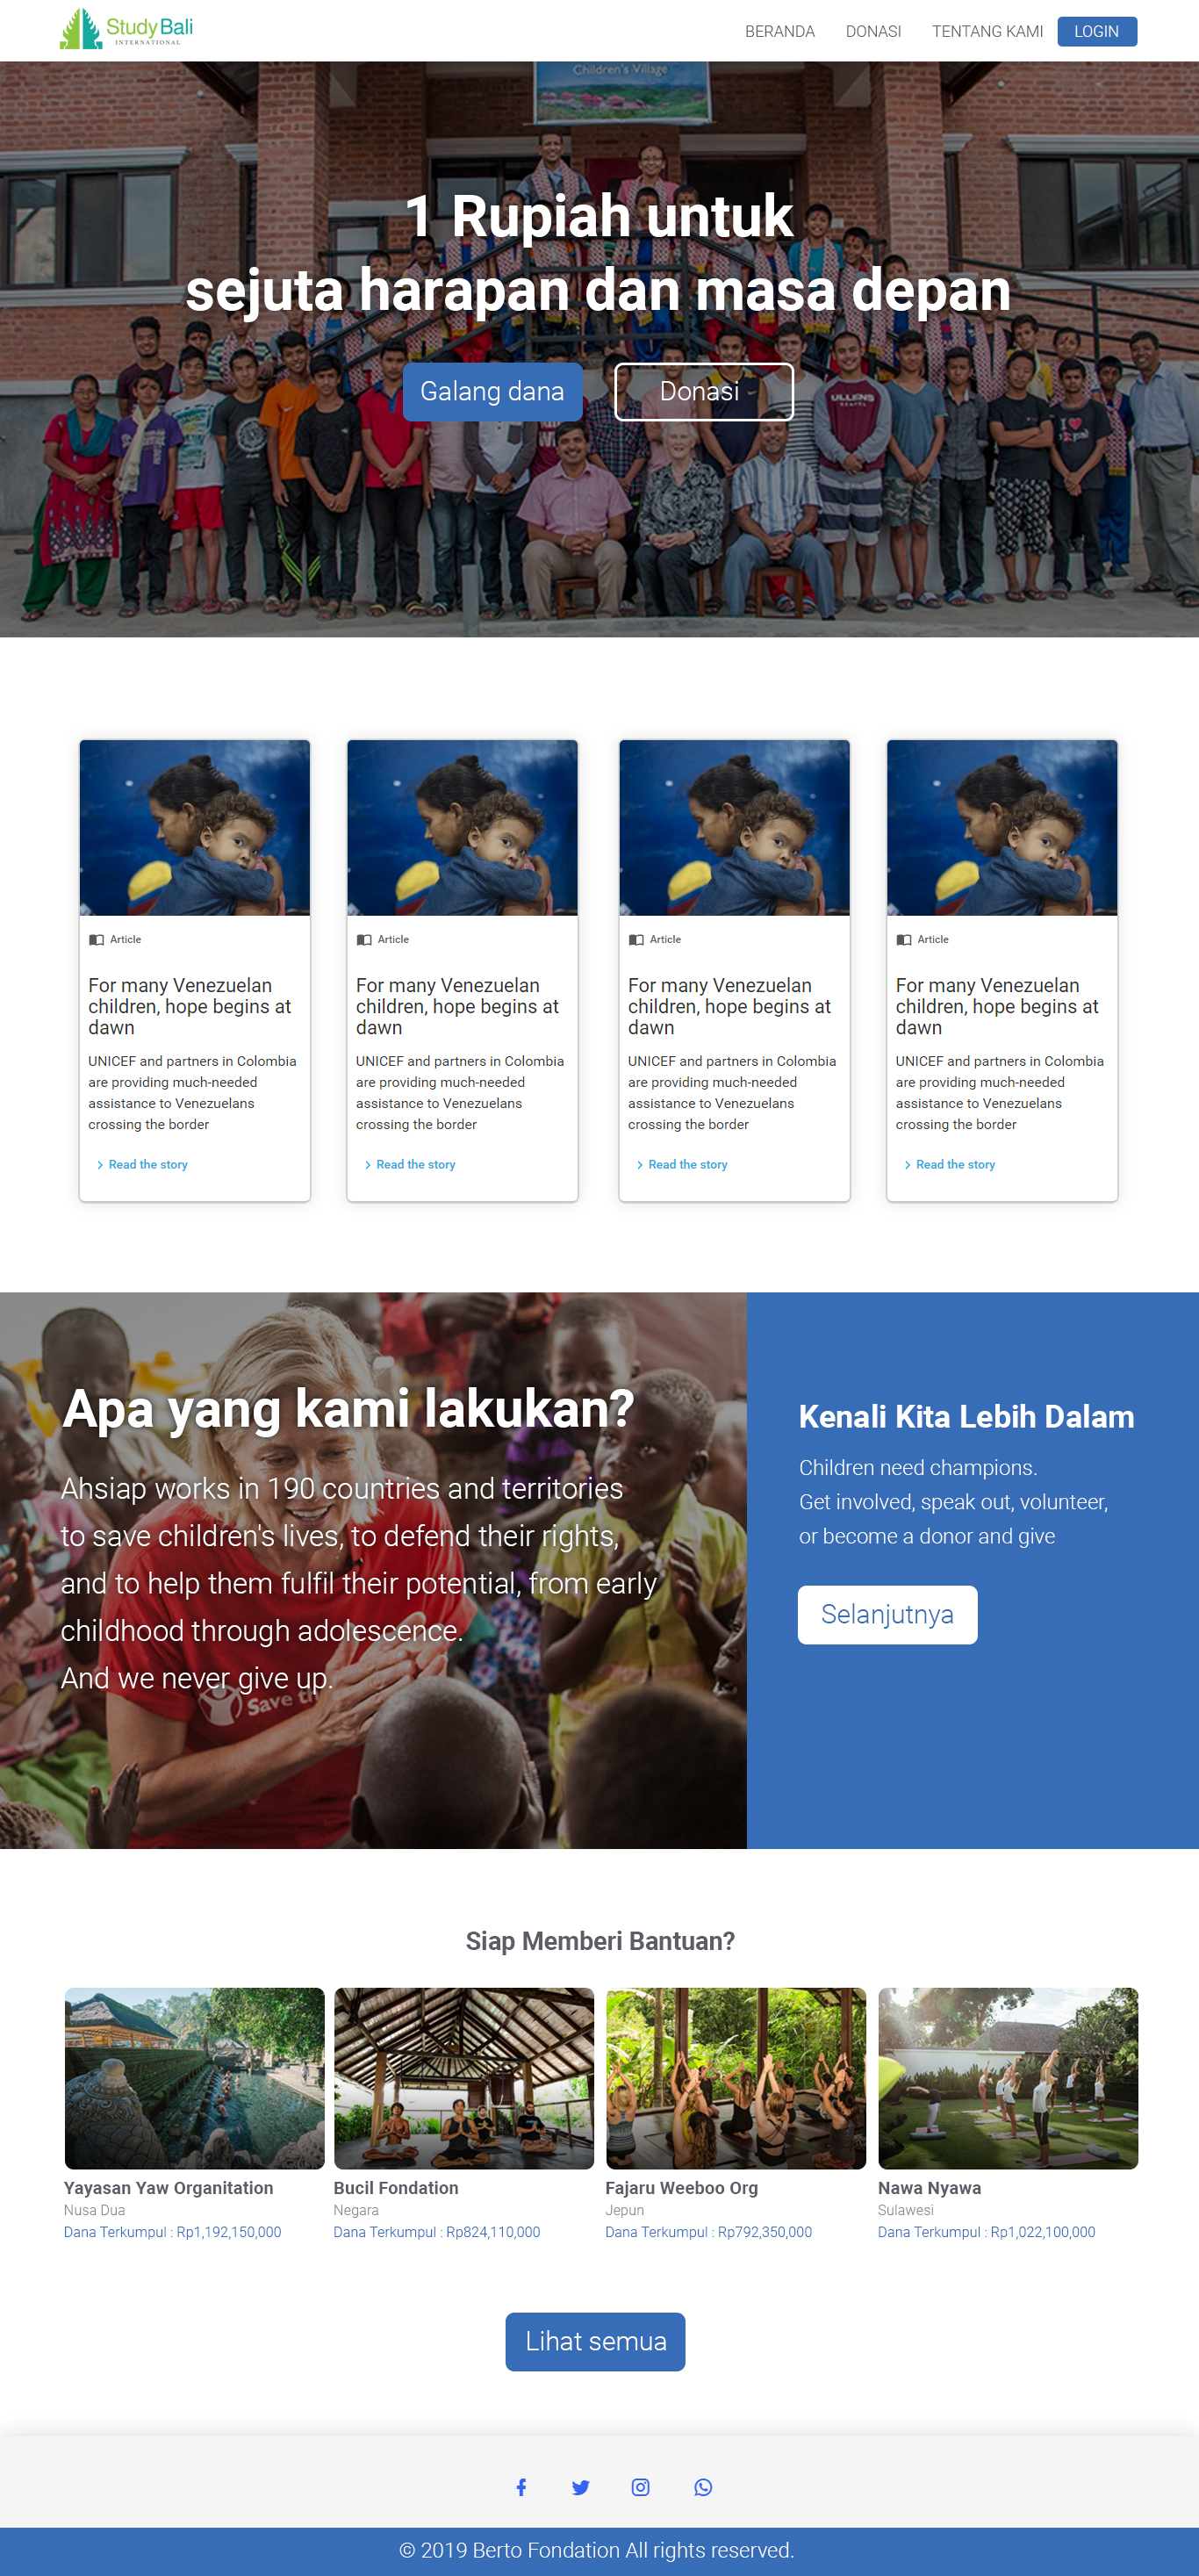 StudyBali
INTERNATIONAL
BERANDA DONASI TENTANG KAMI LOGIN
Children's Village
1 Rupiah untuk
sejuta harapan dan masa depan
Galang dana Donasi
ULLENS
Article
For many Venezuelan
children, hope begins at
dawn
UNICEF and partners in Colombia
are providing much-needed
assistance to Venezuelans
crossing the border
Read the story
Article
For many Venezuelan
children, hope begins at
dawn
UNICEF and partners in Colombia
are providing much-needed
assistance to Venezuelans
crossing the border
Read the story
Article
For many Venezuelan
children, hope begins at
dawn
UNICEF and partners in Colombia
are providing much-needed
assistance to Venezuelans
crossing the border
Read the story
Article
For many Venezuelan
children, hope begins at
dawn
UNICEF and partners in Colombia
are providing much-needed
assistance to Venezuelans
crossing the border
Read the story
Apa yang kami lakukan?
Ahsiap works in 190 countries and territories
to save children's lives, to defend their rights,
and to help them fulfil their potential, from early
childhood through adolescence.
And we never give up.
Save th
Kenali Kita Lebih Dalam
Children need champions.
Get involved, speak out, volunteer,
or become a donor and give
Selanjutnya
Siap Memberi Bantuan?
Yayasan Yaw Organitation
Nusa Dua
Dana Terkumpul : Rp1,192,150,000
Bucil Fondation
Negara
Dana Terkumpul : Rp824,110,000
Fajaru Weeboo Org
Jepun
Dana Terkumpul : Rp792,350,000
Nawa Nyawa
Sulawesi
Dana Terkumpul : Rp1,022,100,000
Lihat semua
© 2019 Berto Fondation All rights reserved.